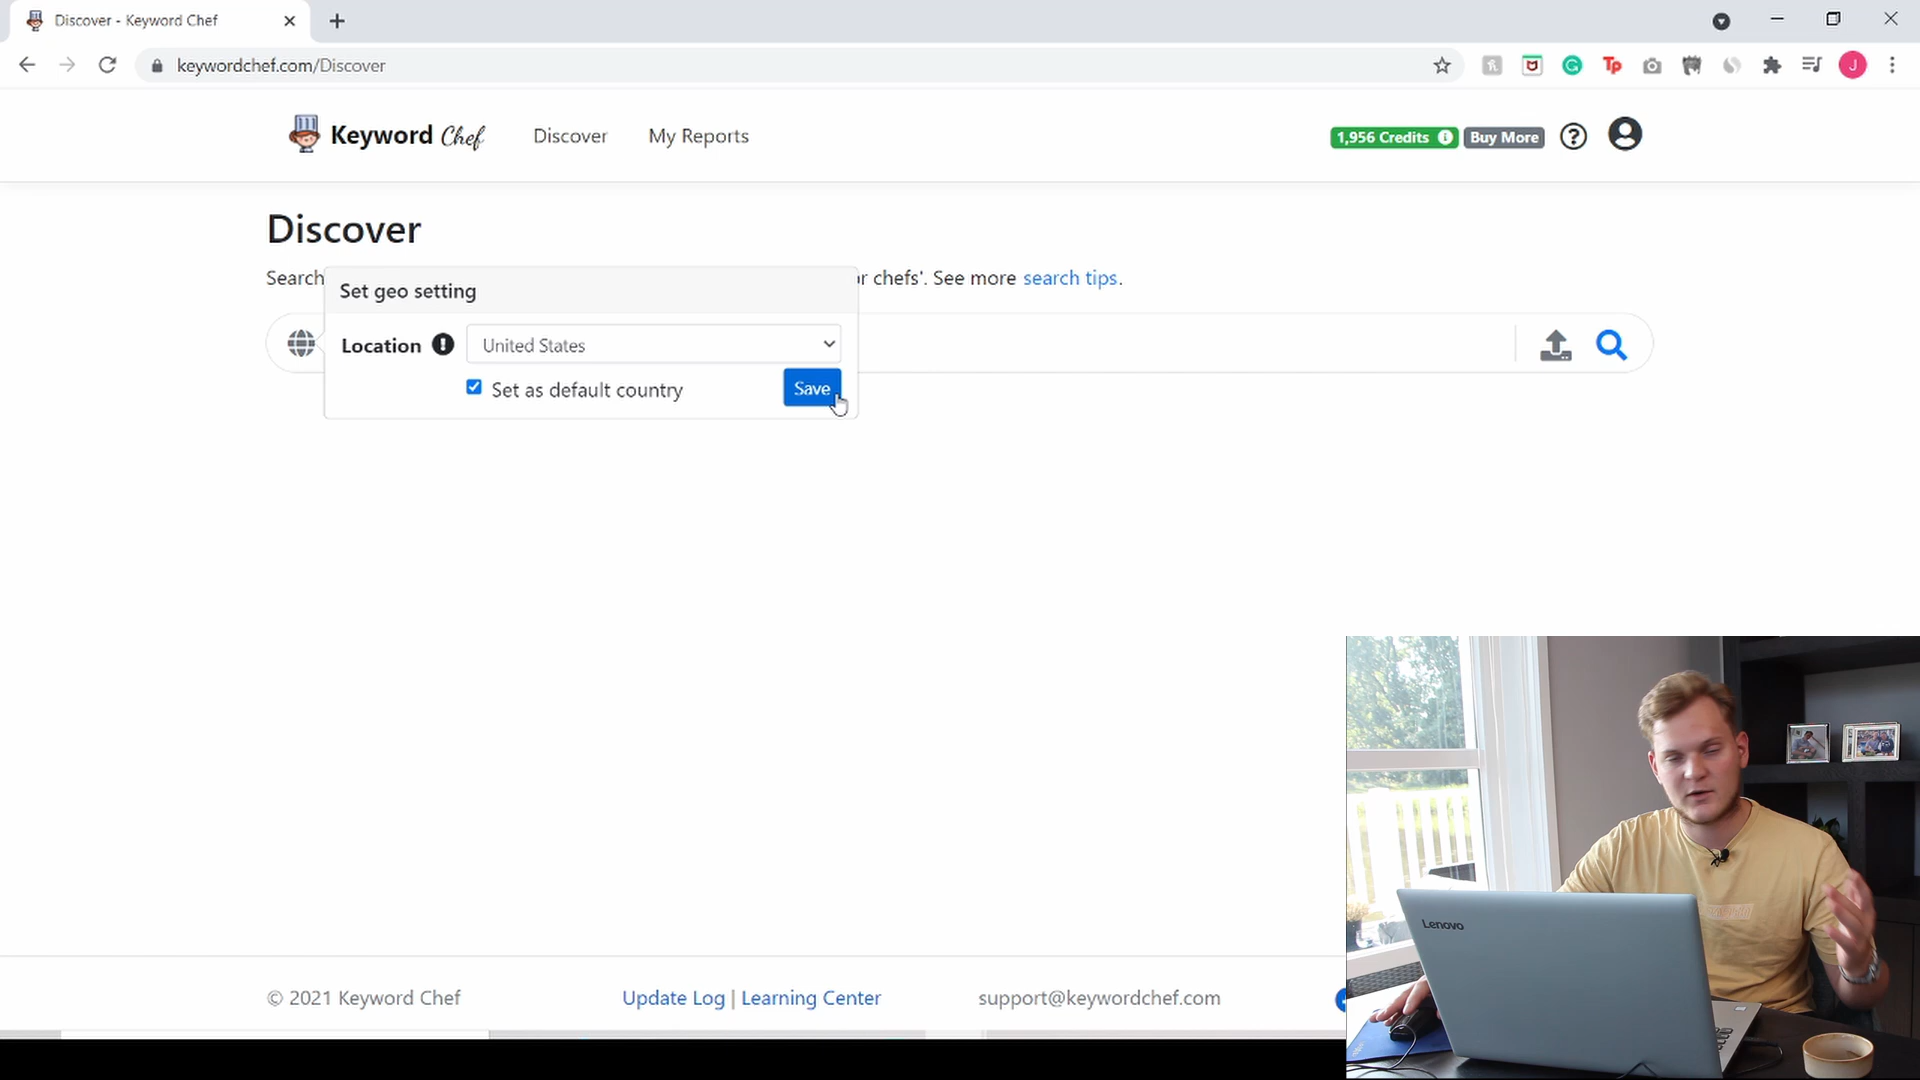 Discover - Keyword Chef
keywordchef.com/Discover
Tp
J
Keyword Chef
Discover
My Reports
1,956 Credits
Buy More
Discover
Search
r chefs'. See more search tips.
Set geo setting
Location
United States
Set as default country
Save
© 2021 Keyword Chef
Update Log | Learning Center
support@keywordchef.com
Lenovo